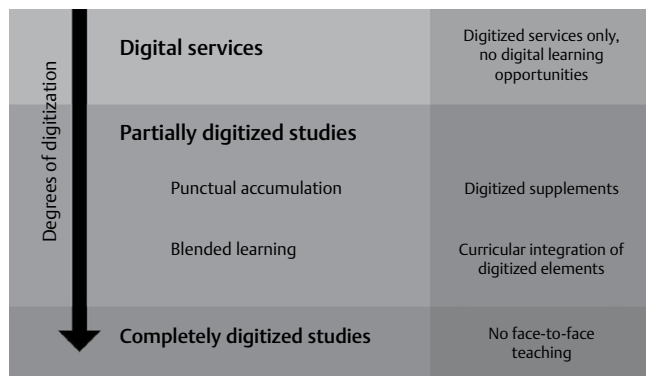 Degrees of digitization
Digital services
Digitized services only,
no digital learning
opportunities
Partially digitized studies
Punctual accumulation
Digitized supplements
Blended learning
Curricular integration of
digitized elements
Completely digitized studies
No face-to-face
teaching